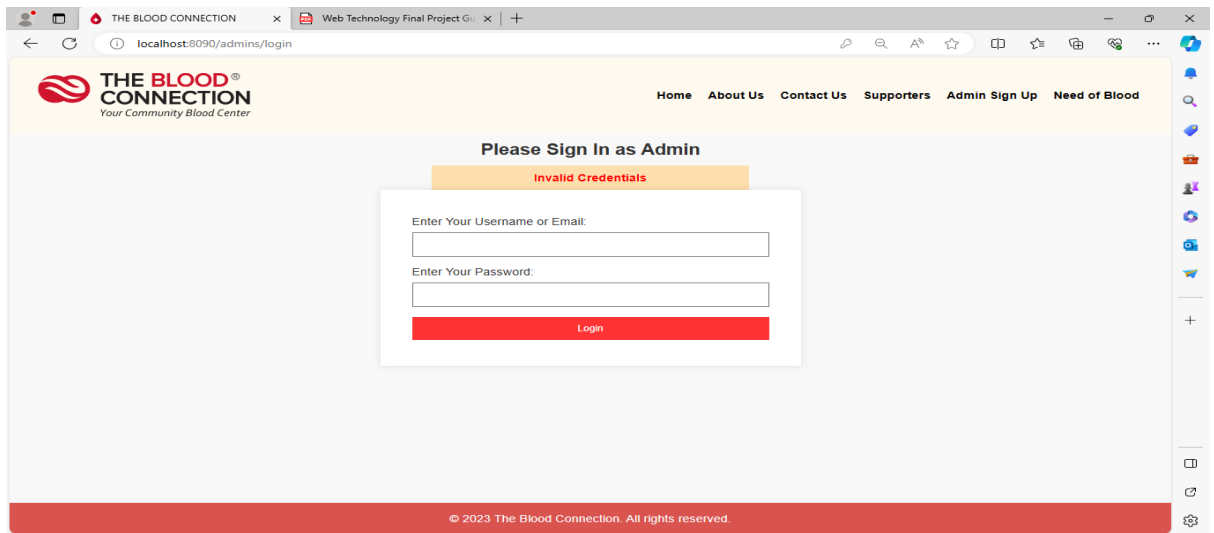 THE BLOOD CONNECTION
Web Technology Final Project Gu
localhost:8090/admins/login
THE BLOOD®
CONNECTION
Your Community Blood Center
Home About Us Contact Us Supporters Admin Sign Up Need of Blood
Please Sign In as Admin
Invalid Credentials
Enter Your Username or Email:
Enter Your Password:
Login
© 2023 The Blood Connection. All rights reserved.